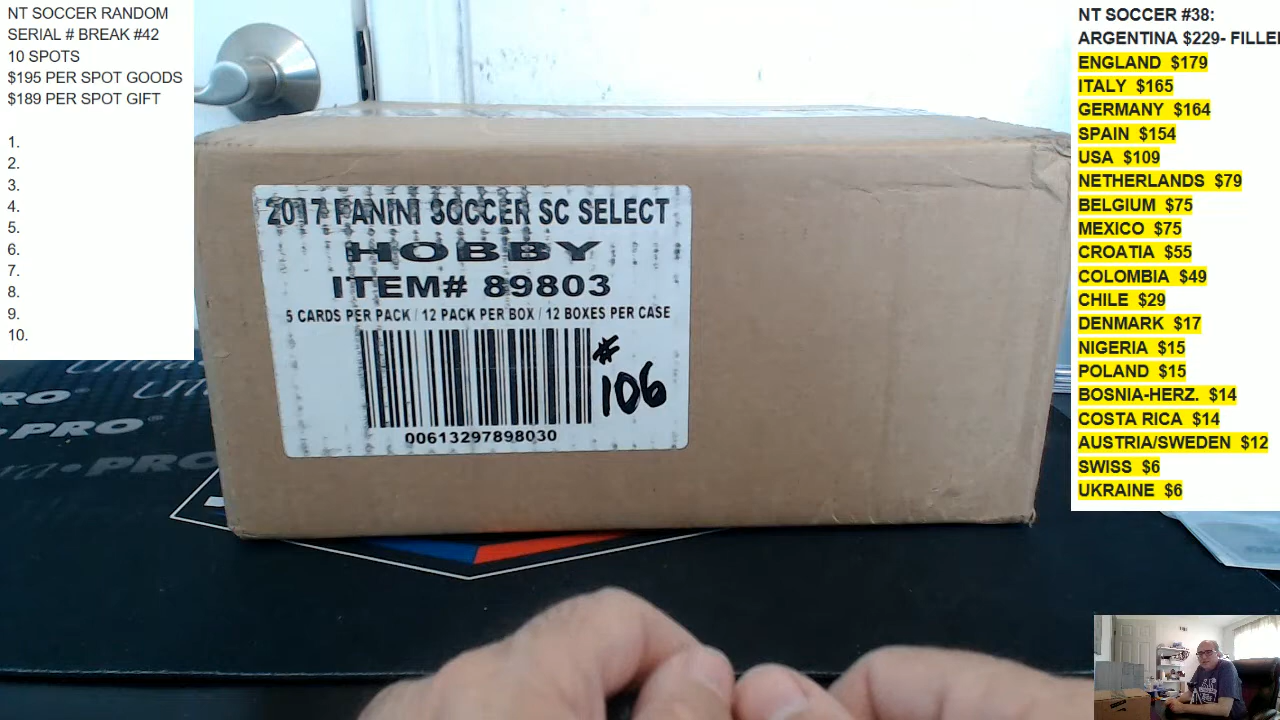 NT SOCCER RANDOM
SERIAL # BREAK #42
10 SPOTS
$195 PER SPOT GOODS
$189 PER SPOT GIFT
1.
2.
3.
4.
5.
6.
7.
8.
9.
10.
2017 PANINI SOCCER SC SELECT
HOBBY
ITEM# 89803
5 CARDS PER PACK / 12 PACK PER BOX / 12 BOXES PER CASE
#
106
00613297898030
NT SOCCER #38:
ARGENTINA $229- FILLE
ENGLAND $179
ITALY $165
GERMANY $164
SPAIN $154
USA $109
NETHERLANDS $79
BELGIUM $75
MEXICO $75
CROATIA $55
COLOMBIA $49
CHILE $29
DENMARK $17
NIGERIA $15
POLAND $15
BOSNIA-HERZ. $14
COSTA RICA $14
AUSTRIA/SWEDEN $12
SWISS $6
UKRAINE $6
PRO
PRO